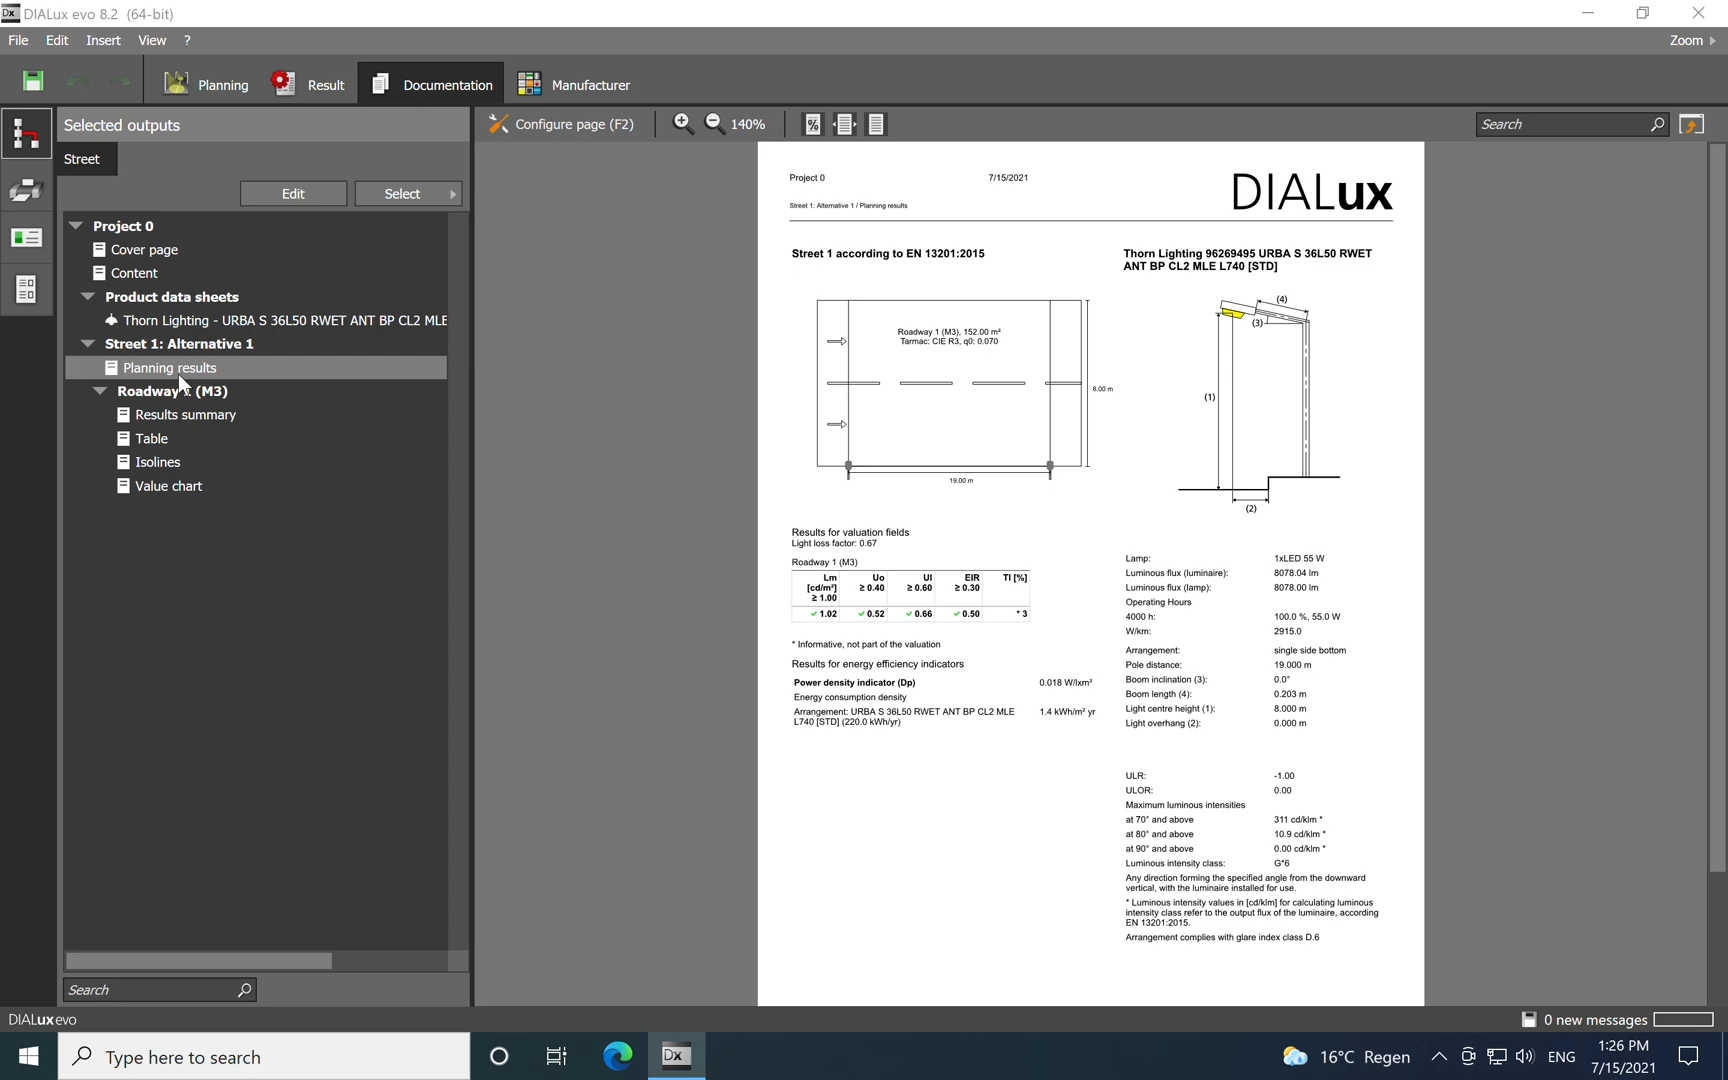 Dx DIALux evo 8.2 (64-bit)
File Edit Insert View ? Zoom
Planning Result Documentation Manufacturer
Selected outputs
Configure page (F2) 140% % Search
Street
Edit Select
Project 0
Cover page
Content
Product data sheets
Thorn Lighting - URBA S 36L50 RWET ANT BP CL2 MLE
Street 1: Alternative 1
Planning results
Roadway 1 (M3)
Results summary
Table
Isolines
Value chart
Search
Project 0 7/15/2021 DIALux
Street 1: Alternative 1 / Planning results
Street 1 according to EN 13201:2015
Roadway 1 (M3), 152.00 m²
Tarmac: CIE R3, q0: 0.070
8.00 m
19.00 m
Results for valuation fields
Light loss factor: 0.67
Roadway 1 (M3)
Lm Uo UI EIR TI [%]
[cd/m²] ≥ 0.40 ≥ 0.60 ≥ 0.30
≥ 1.00
✓ 1.02 ✓ 0.52 ✓ 0.66 ✓ 0.50 * 3
* Informative, not part of the valuation
Results for energy efficiency indicators
Power density indicator (Dp) 0.018 W/lxm²
Energy consumption density
Arrangement: URBA S 36L50 RWET ANT BP CL2 MLE 1.4 kWh/m² yr
L740 [STD] (220.0 kWh/yr)
Thorn Lighting 96269495 URBA S 36L50 RWET
ANT BP CL2 MLE L740 [STD]
(4)
(3)
(1)
(2)
Lamp: 1xLED 55 W
Luminous flux (luminaire): 8078.04 lm
Luminous flux (lamp): 8078.00 lm
Operating Hours
4000 h: 100.0 %, 55.0 W
W/km: 2915.0
Arrangement: single side bottom
Pole distance: 19.000 m
Boom inclination (3): 0.0°
Boom length (4): 0.203 m
Light centre height (1): 8.000 m
Light overhang (2): 0.000 m
ULR: -1.00
ULOR: 0.00
Maximum luminous intensities
at 70° and above 311 cd/klm *
at 80° and above 10.9 cd/klm *
at 90° and above 0.00 cd/klm *
Luminous intensity class: G*6
Any direction forming the specified angle from the downward
vertical, with the luminaire installed for use.
* Luminous intensity values in [cd/klm] for calculating luminous
intensity class refer to the output flux of the luminaire, according
EN 13201:2015.
Arrangement complies with glare index class D.6
DIALux evo 0 new messages
Type here to search Dx 16°C Regen ENG 1:26 PM
7/15/2021